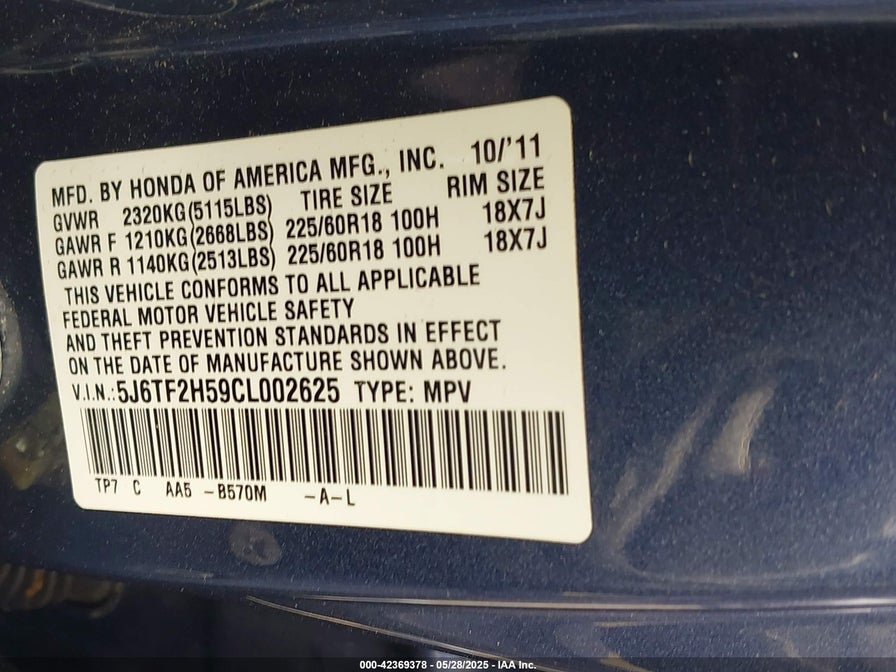 MFD. BY HONDA OF AMERICA MFG., INC. 10/'11
GVWR 2320KG(5115LBS) TIRE SIZE RIM SIZE
GAWR F 1210KG(2668LBS) 225/60R18 100H 18X7J
GAWR R 1140KG(2513LBS) 225/60R18 100H 18X7J
THIS VEHICLE CONFORMS TO ALL APPLICABLE
FEDERAL MOTOR VEHICLE SAFETY
AND THEFT PREVENTION STANDARDS IN EFFECT
ON THE DATE OF MANUFACTURE SHOWN ABOVE.
V.I.N.:5J6TF2H59CL002625 TYPE: MPV
TP7 C AA5 -B570M -A-L
000-42369378 - 05/28/2025 - IAA Inc.